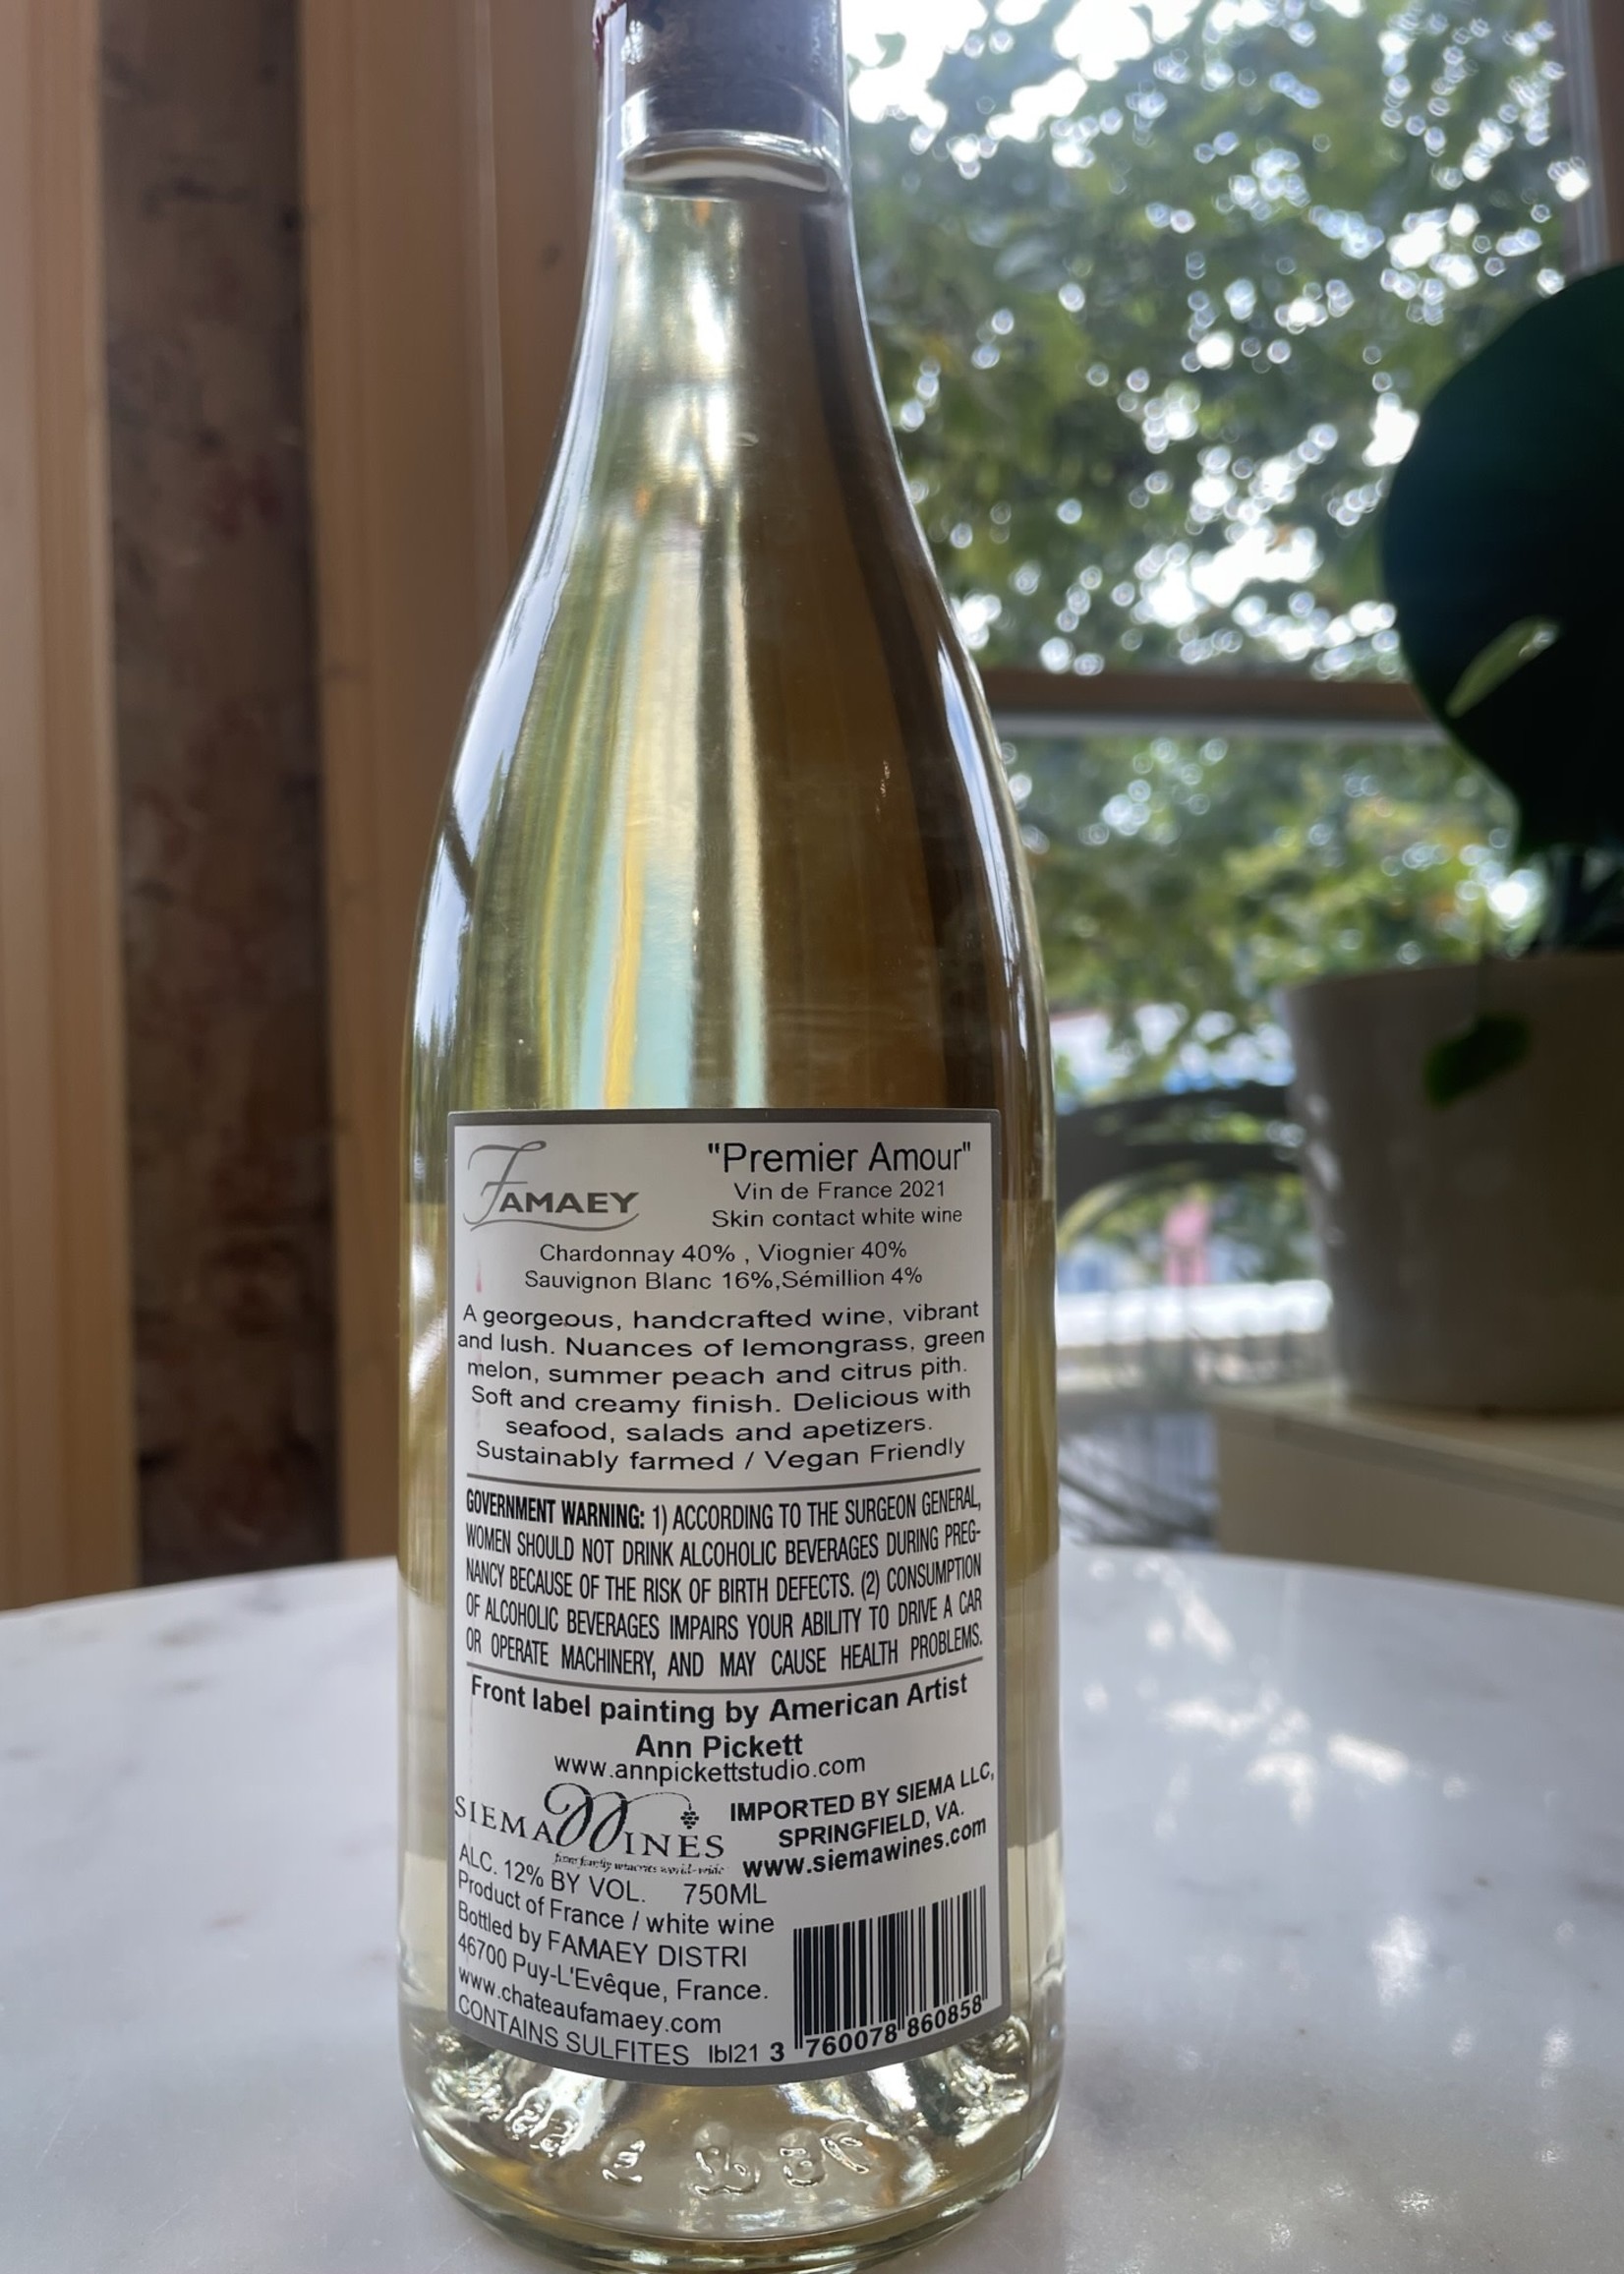 FAMAEY
"Premier Amour"
Vin de France 2021
Skin contact white wine
Chardonnay 40% , Viognier 40%
Sauvignon Blanc 16%,Sémillion 4%
A georgeous, handcrafted wine, vibrant
and lush. Nuances of lemongrass, green
melon, summer peach and citrus pith.
Soft and creamy finish. Delicious with
seafood, salads and apetizers.
Sustainably farmed / Vegan Friendly
GOVERNMENT WARNING: 1) ACCORDING TO THE SURGEON GENERAL,
WOMEN SHOULD NOT DRINK ALCOHOLIC BEVERAGES DURING PREG-
NANCY BECAUSE OF THE RISK OF BIRTH DEFECTS. (2) CONSUMPTION
OF ALCOHOLIC BEVERAGES IMPAIRS YOUR ABILITY TO DRIVE A CAR
OR OPERATE MACHINERY, AND MAY CAUSE HEALTH PROBLEMS.
Front label painting by American Artist
Ann Pickett
www.annpickettstudio.com
SIEMA WINES
from family wineries world-wide
IMPORTED BY SIEMA LLC,
SPRINGFIELD, VA.
www.siemawines.com
ALC. 12% BY VOL. 750ML
Product of France / white wine
Bottled by FAMAEY DISTRI
46700 Puy-L'Evêque, France.
www.chateaufamaey.com
CONTAINS SULFITES lbl21
3 760078 860858